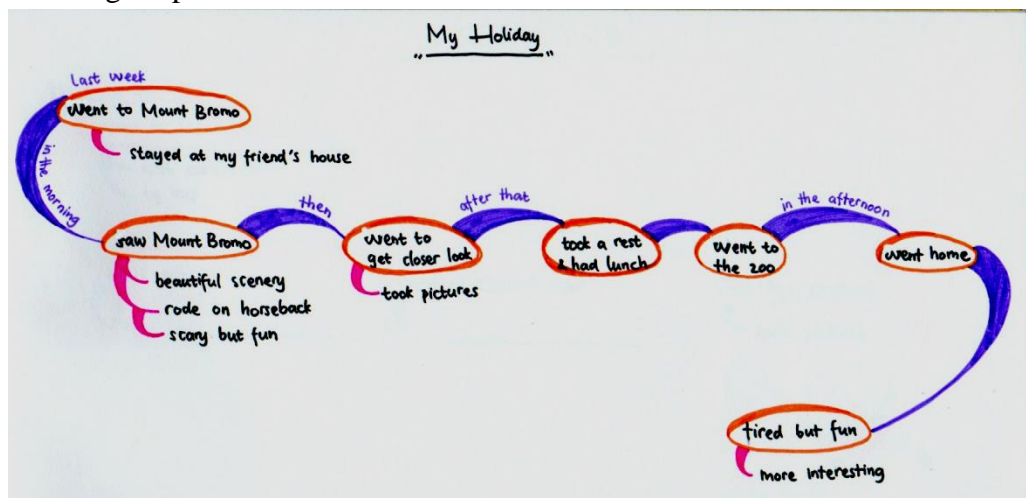 "My Holiday"
last week
went to Mount Bromo
stayed at my friend's house
in the morning
saw Mount Bromo
beautiful scenery
rode on horseback
scary but fun
then
went to
get closer look
took pictures
after that
took a rest
& had lunch
went to
the zoo
in the afternoon
went home
tired but fun
more interesting